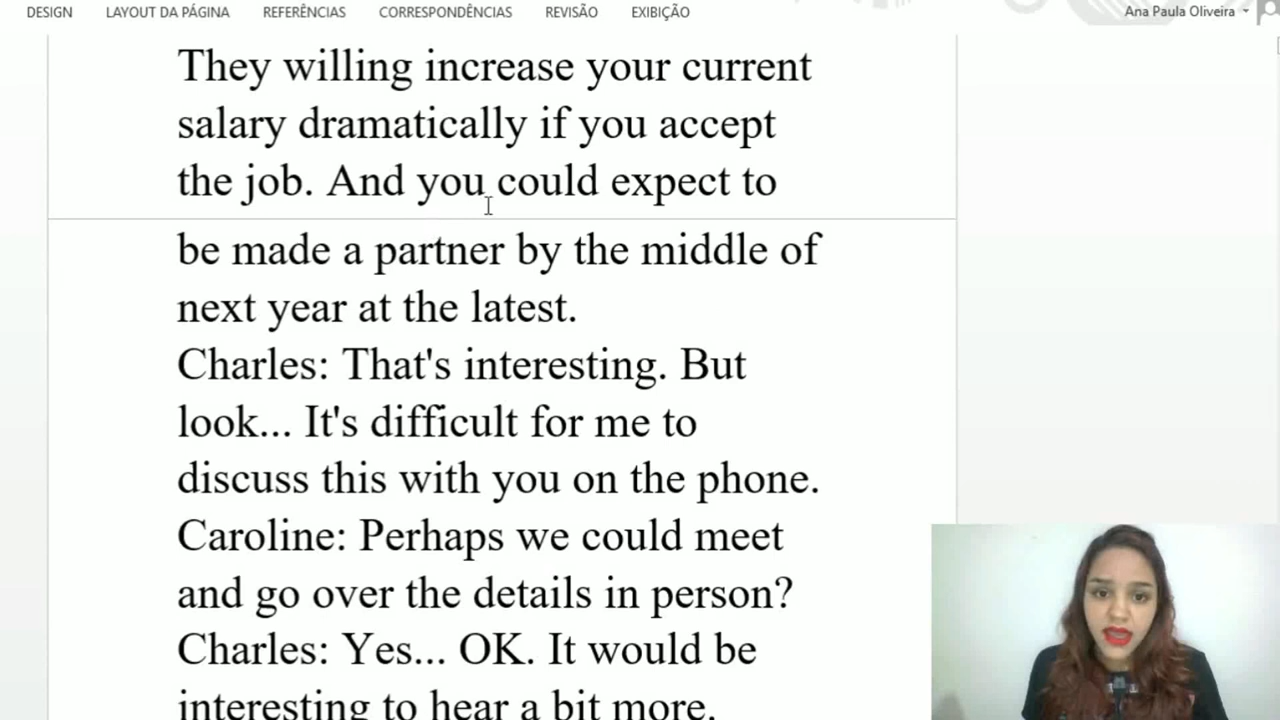 DESIGN LAYOUT DA PÁGINA REFERÊNCIAS CORRESPONDÊNCIAS REVISÃO EXIBIÇÃO Ana Paula Oliveira
They willing increase your current
salary dramatically if you accept
the job. And you could expect to
be made a partner by the middle of
next year at the latest.
Charles: That's interesting. But
look... It's difficult for me to
discuss this with you on the phone.
Caroline: Perhaps we could meet
and go over the details in person?
Charles: Yes... OK. It would be
interesting to hear a bit more.